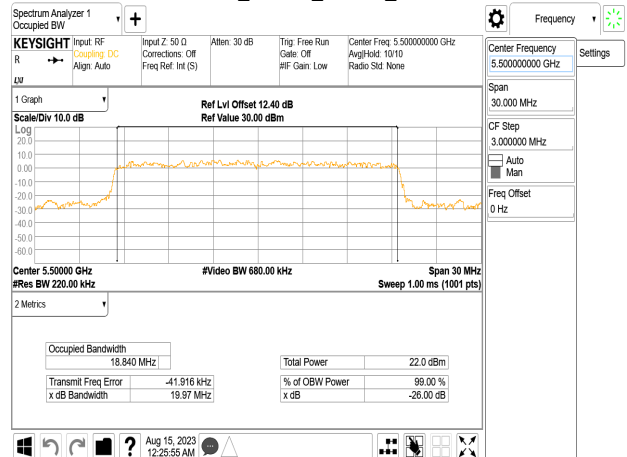 Spectrum Analyzer 1
Occupied BW
Frequency
KEYSIGHT
R
Input: RF
Coupling: DC
Align: Auto
Input Z: 50 Ω
Corrections: Off
Freq Ref: Int (S)
Atten: 30 dB
Trig: Free Run
Gate: Off
#IF Gain: Low
Center Freq: 5.500000000 GHz
Avg|Hold: 10/10
Radio Std: None
Center Frequency
5.500000000 GHz
Settings
Span
30.000 MHz
CF Step
3.000000 MHz
Auto
Man
Freq Offset
0 Hz
1 Graph
Scale/Div 10.0 dB
Ref Lvl Offset 12.40 dB
Ref Value 30.00 dBm
Log
20.0
10.0
0.00
-10.0
-20.0
-30.0
-40.0
-50.0
-60.0
Center 5.50000 GHz
#Video BW 680.00 kHz
Span 30 MHz
#Res BW 220.00 kHz
Sweep 1.00 ms (1001 pts)
2 Metrics
Occupied Bandwidth
18.840 MHz
Total Power 22.0 dBm
Transmit Freq Error -41.916 kHz
% of OBW Power 99.00 %
x dB Bandwidth 19.97 MHz
x dB -26.00 dB
?
Aug 15, 2023
12:25:55 AM